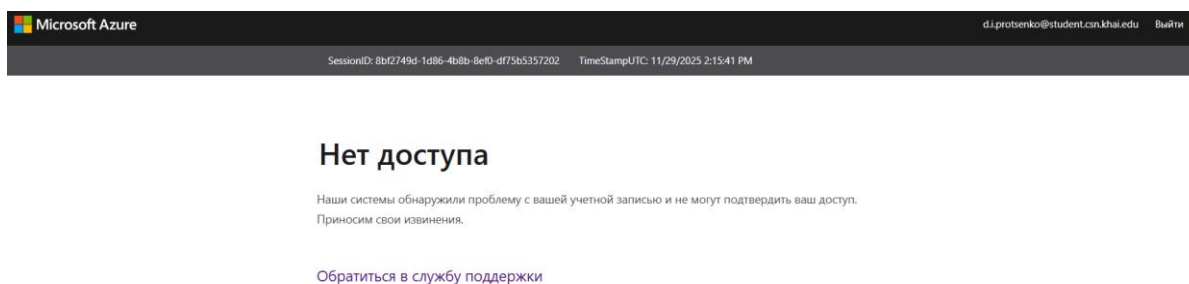 Microsoft Azure
d.i.protsenko@student.csn.khai.edu Выйти
SessionID: 8bf2749d-1d86-4b8b-8ef0-df75b5357202 TimeStampUTC: 11/29/2025 2:15:41 PM
Нет доступа
Наши системы обнаружили проблему с вашей учетной записью и не могут подтвердить ваш доступ.
Приносим свои извинения.
Обратиться в службу поддержки